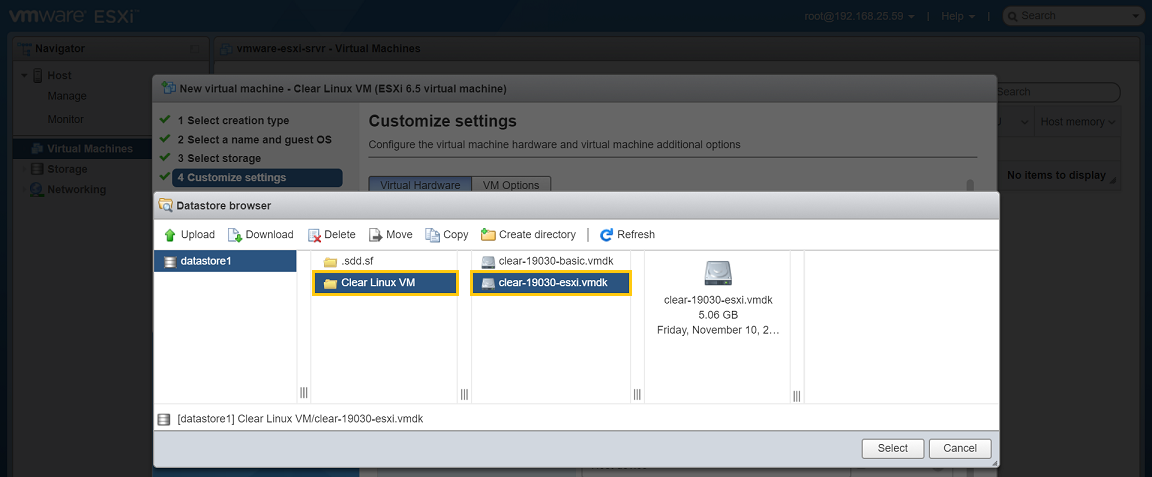 vmware ESXi™
root@192.168.25.59 | Help | Search
Navigator
vmware-esxi-srvr - Virtual Machines
Host
Manage
Monitor
Virtual Machines
Storage
Networking
Search
Host memory
No items to display
New virtual machine - Clear Linux VM (ESXi 6.5 virtual machine)
1 Select creation type
2 Select a name and guest OS
3 Select storage
4 Customize settings
Customize settings
Configure the virtual machine hardware and virtual machine additional options
Virtual Hardware VM Options
Datastore browser
Upload Download Delete Move Copy Create directory | Refresh
datastore1
.sdd.sf
Clear Linux VM
clear-19030-basic.vmdk
clear-19030-esxi.vmdk
clear-19030-esxi.vmdk
5.06 GB
Friday, November 10, 2…
[datastore1] Clear Linux VM/clear-19030-esxi.vmdk
Select Cancel